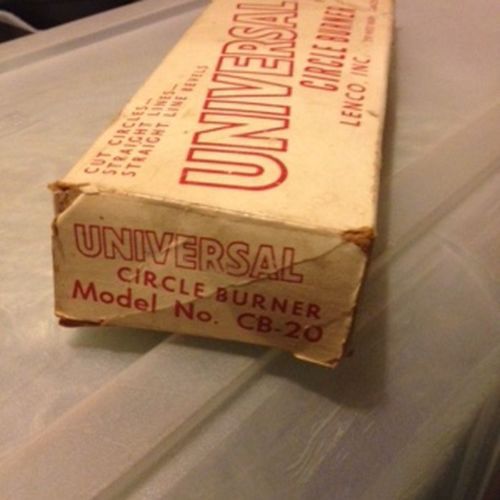 CUT CIRCLES—
STRAIGHT LINES—
STRAIGHT LINE BEVELS
UNIVERSAL
CIRCLE BURNER
LENCO INC.
UNIVERSAL
CIRCLE BURNER
Model No. CB-20